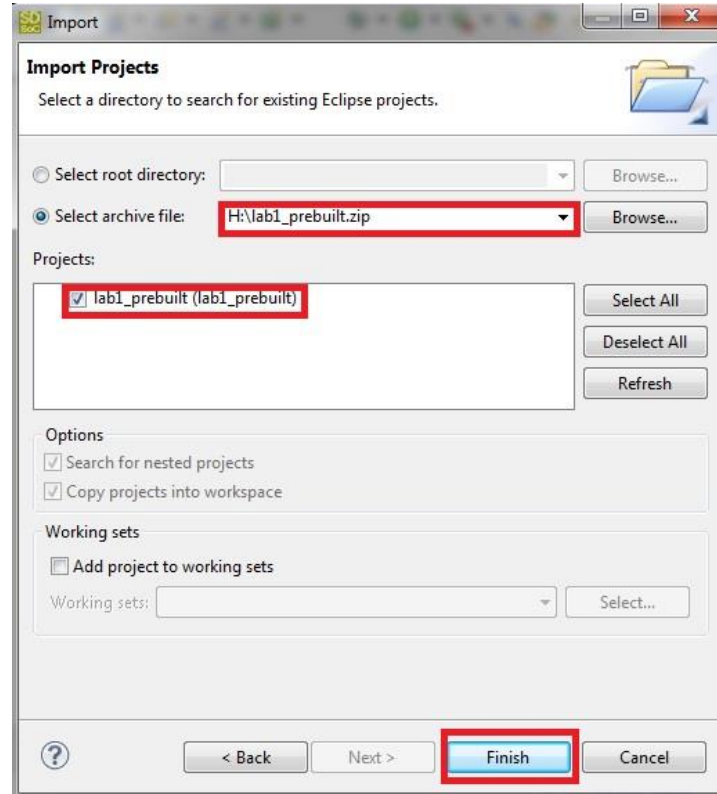 SD
SoC
Import
Import Projects
Select a directory to search for existing Eclipse projects.
Select root directory:
Browse...
Select archive file:
H:\lab1_prebuilt.zip
Browse...
Projects:
lab1_prebuilt (lab1_prebuilt)
Select All
Deselect All
Refresh
Options
Search for nested projects
Copy projects into workspace
Working sets
Add project to working sets
Working sets:
Select...
?
< Back
Next >
Finish
Cancel